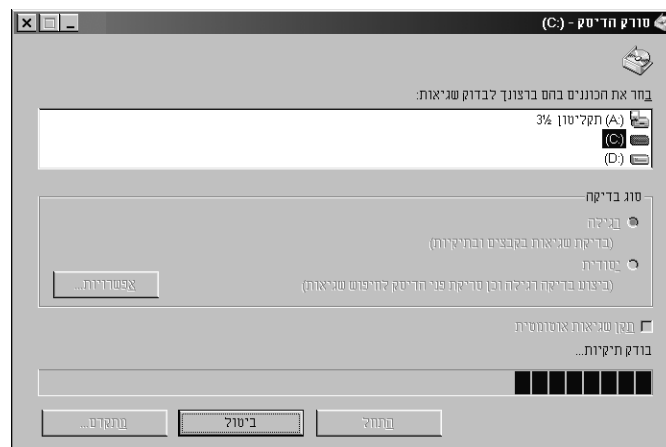 סורק הדיסק - (C:)
בחר את הכוננים בהם ברצונך לבדוק שגיאות:
תקליטון 3½ (A:)
(C:)
(D:)
סוג בדיקה
רגילה
(בדיקת שגיאות בקבצים ובתיקיות)
יסודית
(ביצוע בדיקה רגילה וכן סריקת פני הדיסק לחיפוש שגיאות)
אפשרויות...
תקן שגיאות אוטומטית
בודק תיקיות...
התחל
ביטול
מתקדם...